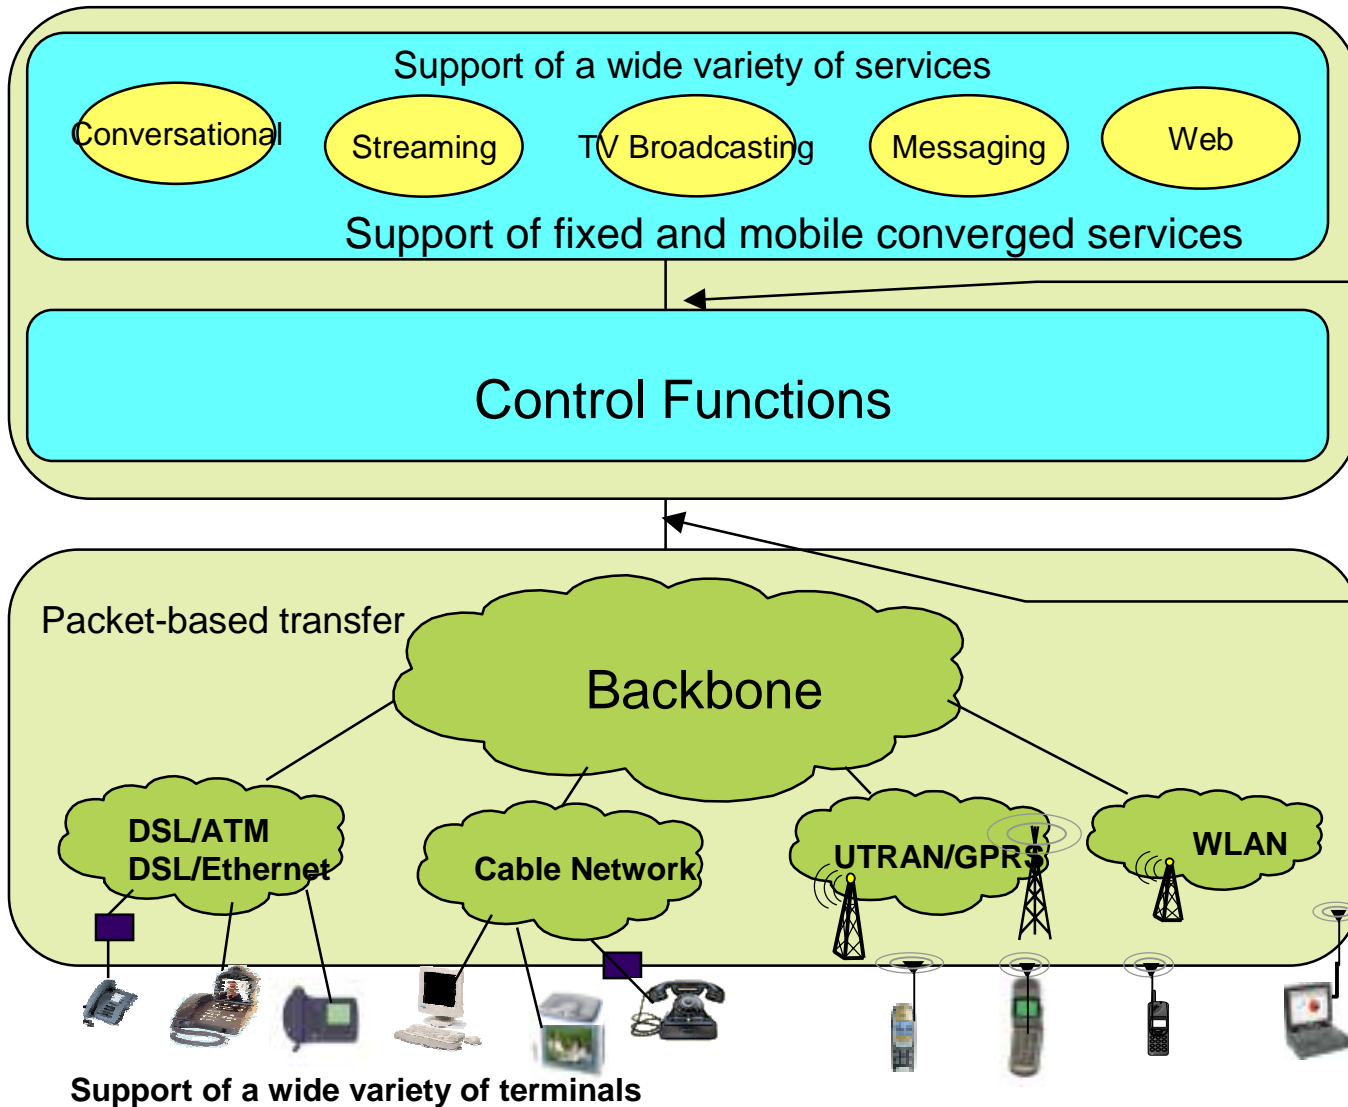 Support of a wide variety of services
Conversational
Streaming
TV Broadcasting
Messaging
Web
Support of fixed and mobile converged services
Control Functions
Packet-based transfer
Backbone
DSL/ATM
DSL/Ethernet
Cable Network
UTRAN/GPRS
WLAN
Support of a wide variety of terminals